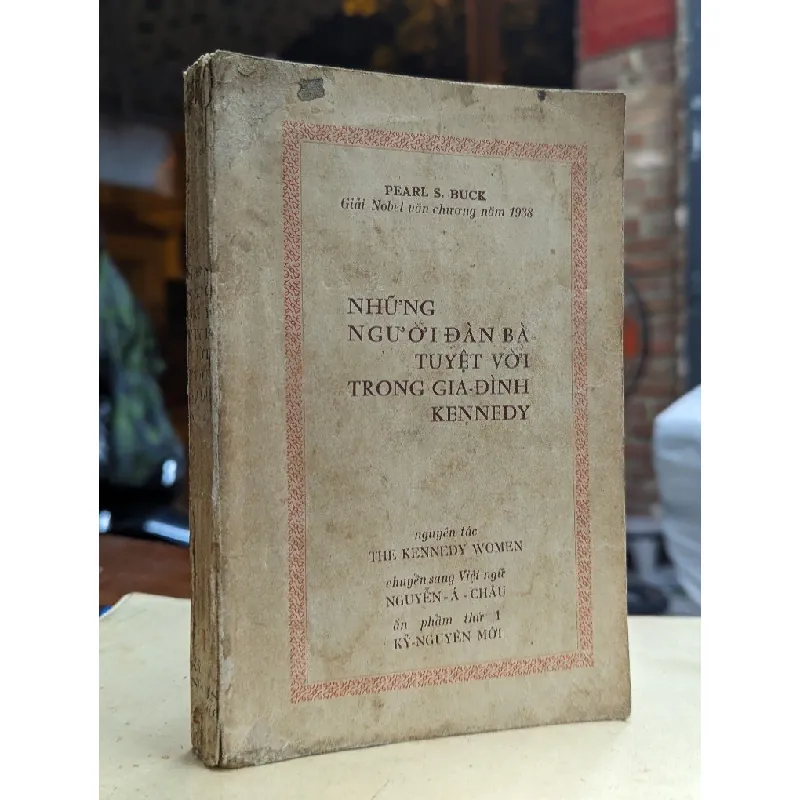 PEARL S. BUCK
Giải Nobel văn chương năm 1938
NHỮNG
NGƯỜI ĐÀN BÀ
TUYỆT VỜI
TRONG GIA-ĐÌNH
KENNEDY
nguyên tác
THE KENNEDY WOMEN
chuyển sang Việt ngữ
NGUYỄN-Á-CHÂU
ấn phẩm thứ 1
KỶ-NGUYÊN MỚI